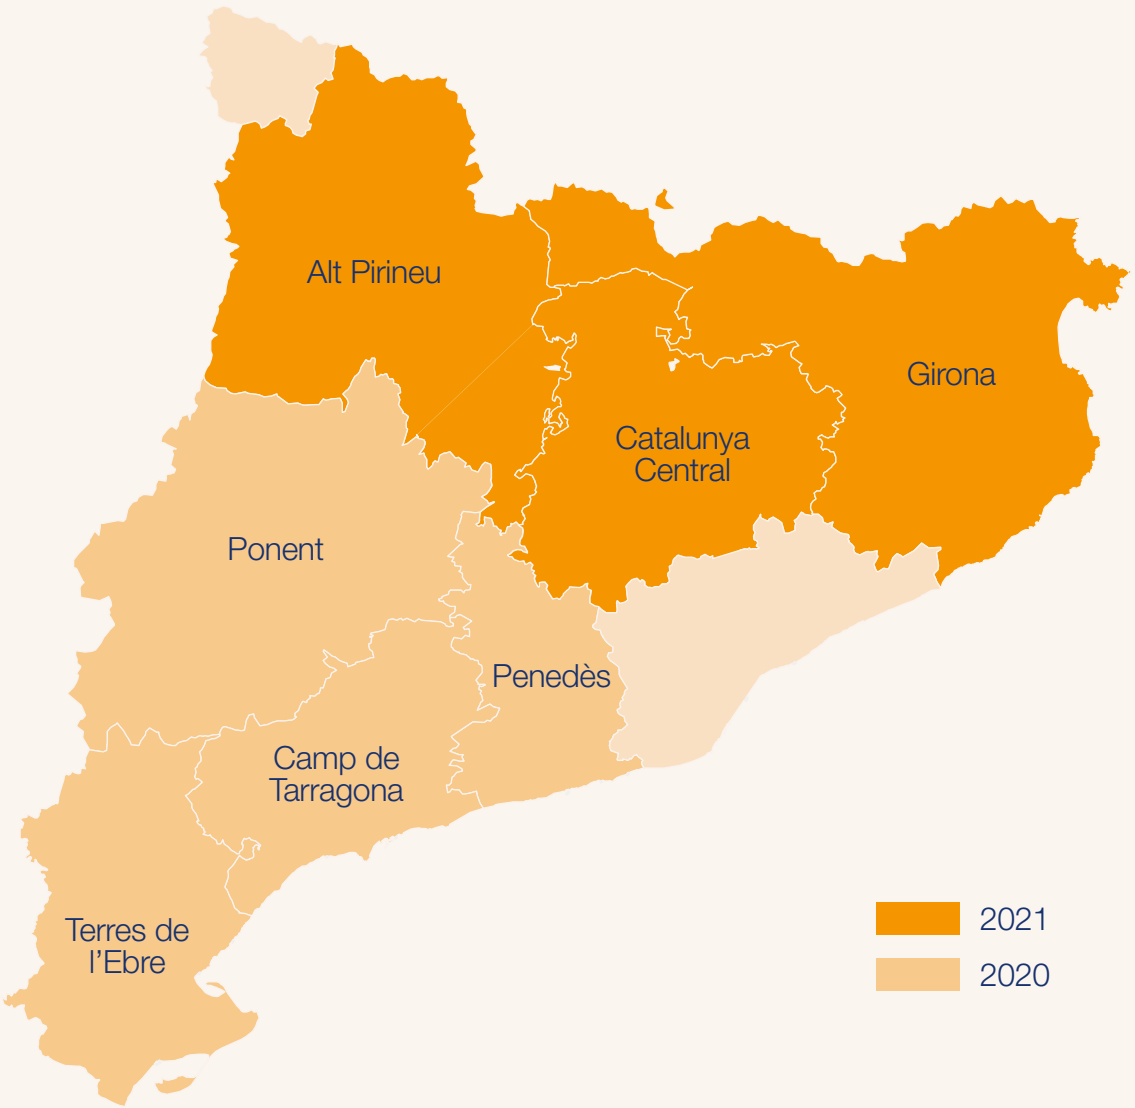 Alt Pirineu
Girona
Catalunya
Central
Ponent
Penedès
Camp de
Tarragona
Terres de
l’Ebre
2021
2020